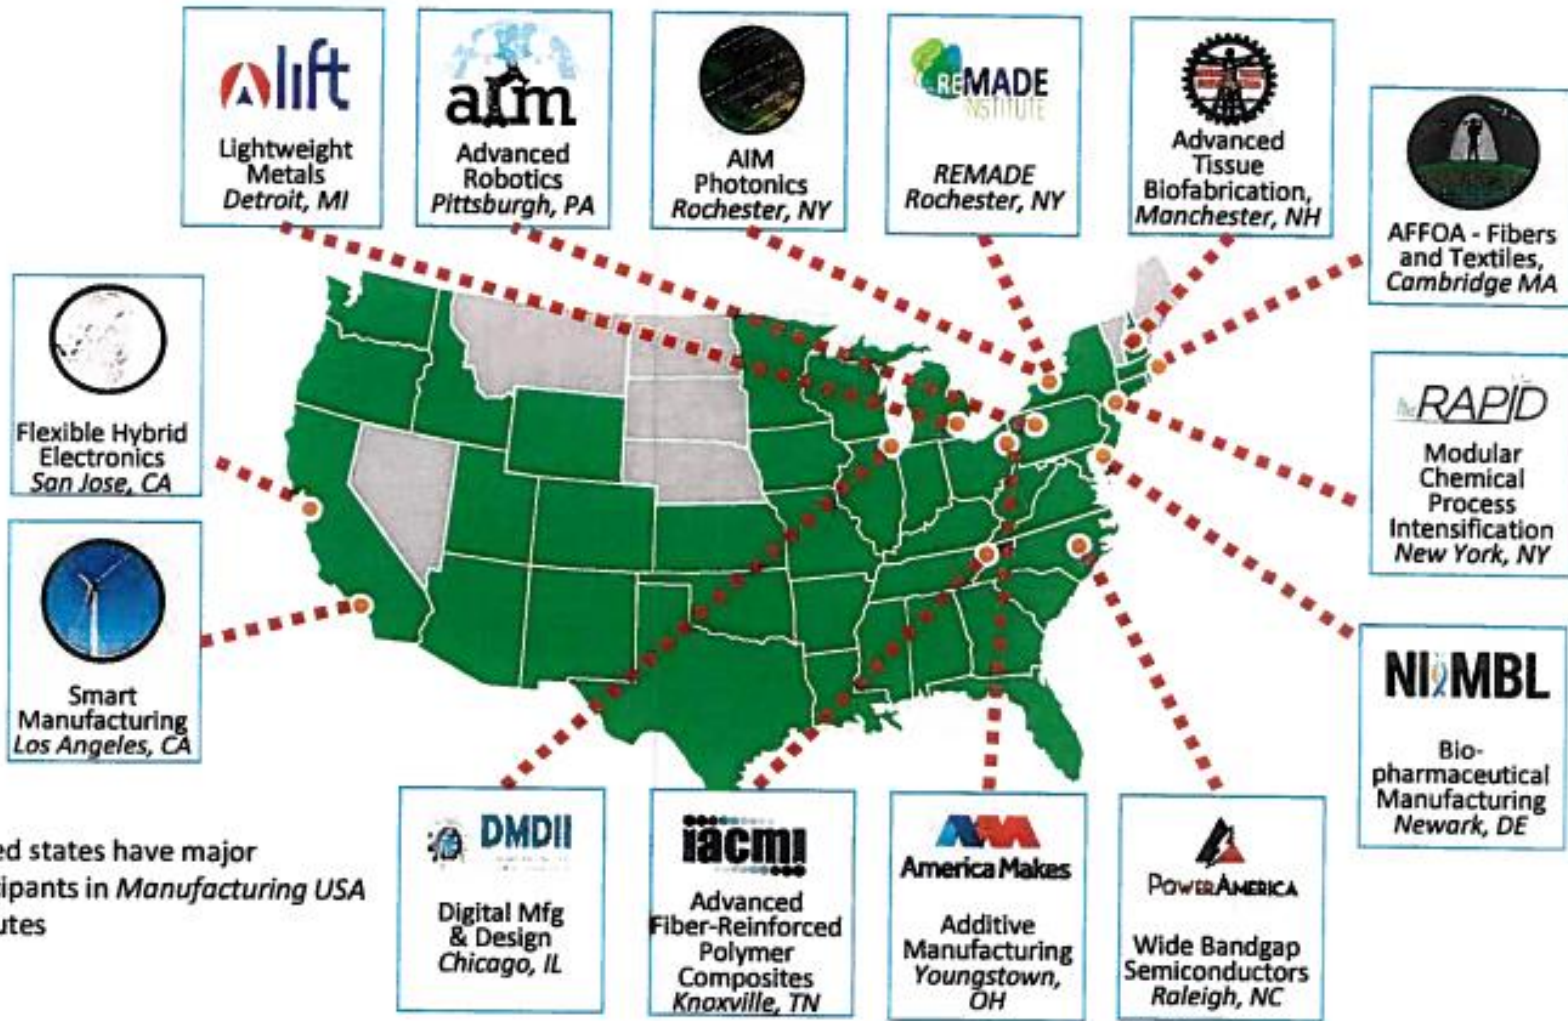 lift
Lightweight
Metals
Detroit, MI
arm
Advanced
Robotics
Pittsburgh, PA
AIM
Photonics
Rochester, NY
REMADE
INSTITUTE
REMADE
Rochester, NY
Advanced
Tissue
Biofabrication,
Manchester, NH
AFFOA - Fibers
and Textiles,
Cambridge MA
Flexible Hybrid
Electronics
San Jose, CA
RAPID
Modular
Chemical
Process
Intensification
New York, NY
Smart
Manufacturing
Los Angeles, CA
NIIMBL
Bio-
pharmaceutical
Manufacturing
Newark, DE
ed states have major
cipants in Manufacturing USA
utes
DMDII
Digital Mfg
& Design
Chicago, IL
iacmi
Advanced
Fiber-Reinforced
Polymer
Composites
Knoxville, TN
America Makes
Additive
Manufacturing
Youngstown,
OH
POWERAMERICA
Wide Bandgap
Semiconductors
Raleigh, NC